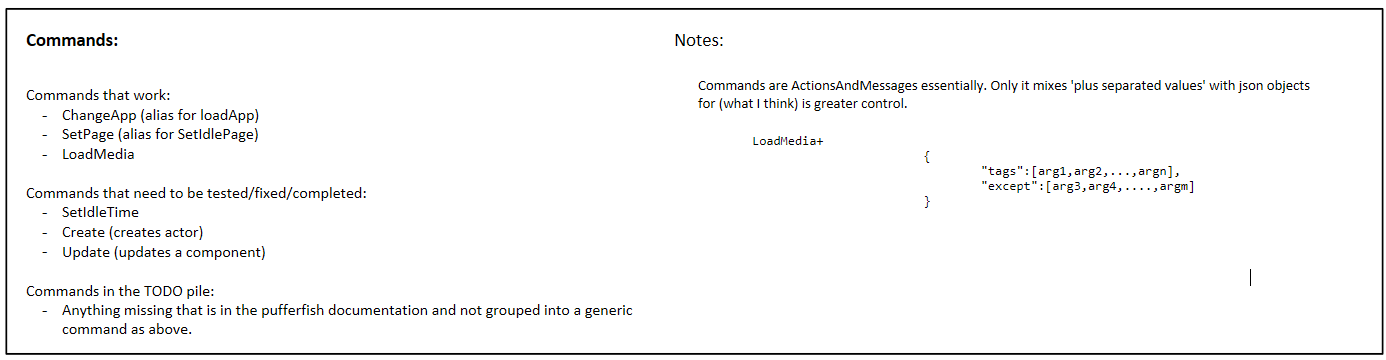 Commands:
Commands that work:
- ChangeApp (alias for loadApp)
- SetPage (alias for SetIdlePage)
- LoadMedia
Commands that need to be tested/fixed/completed:
- SetIdleTime
- Create (creates actor)
- Update (updates a component)
Commands in the TODO pile:
- Anything missing that is in the pufferfish documentation and not grouped into a generic
command as above.
Notes:
Commands are ActionsAndMessages essentially. Only it mixes 'plus separated values' with json objects
for (what I think) is greater control.
LoadMedia+
{
"tags":[arg1,arg2,...,argn],
"except":[arg3,arg4,....,argm]
}